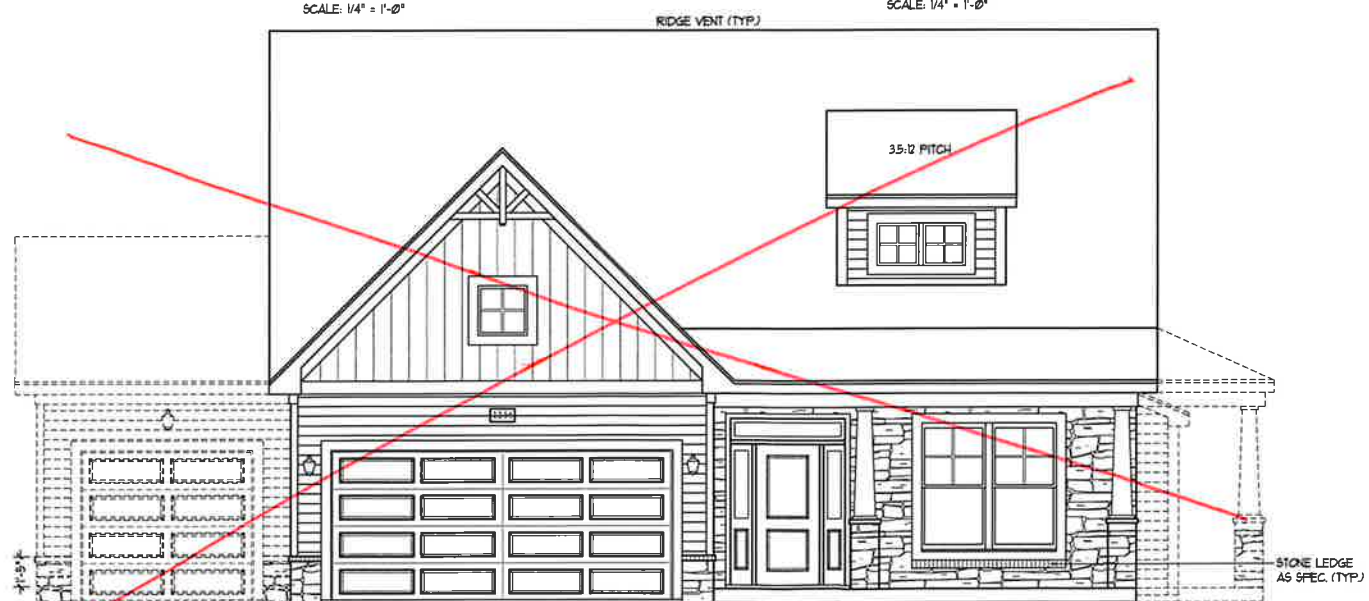 SCALE: 1/4" = 1'-0"
SCALE: 1/4" = 1'-0"
RIDGE VENT (TYP.)
3.5:12 PITCH
STONE LEDGE
AS SPEC. (TYP.)